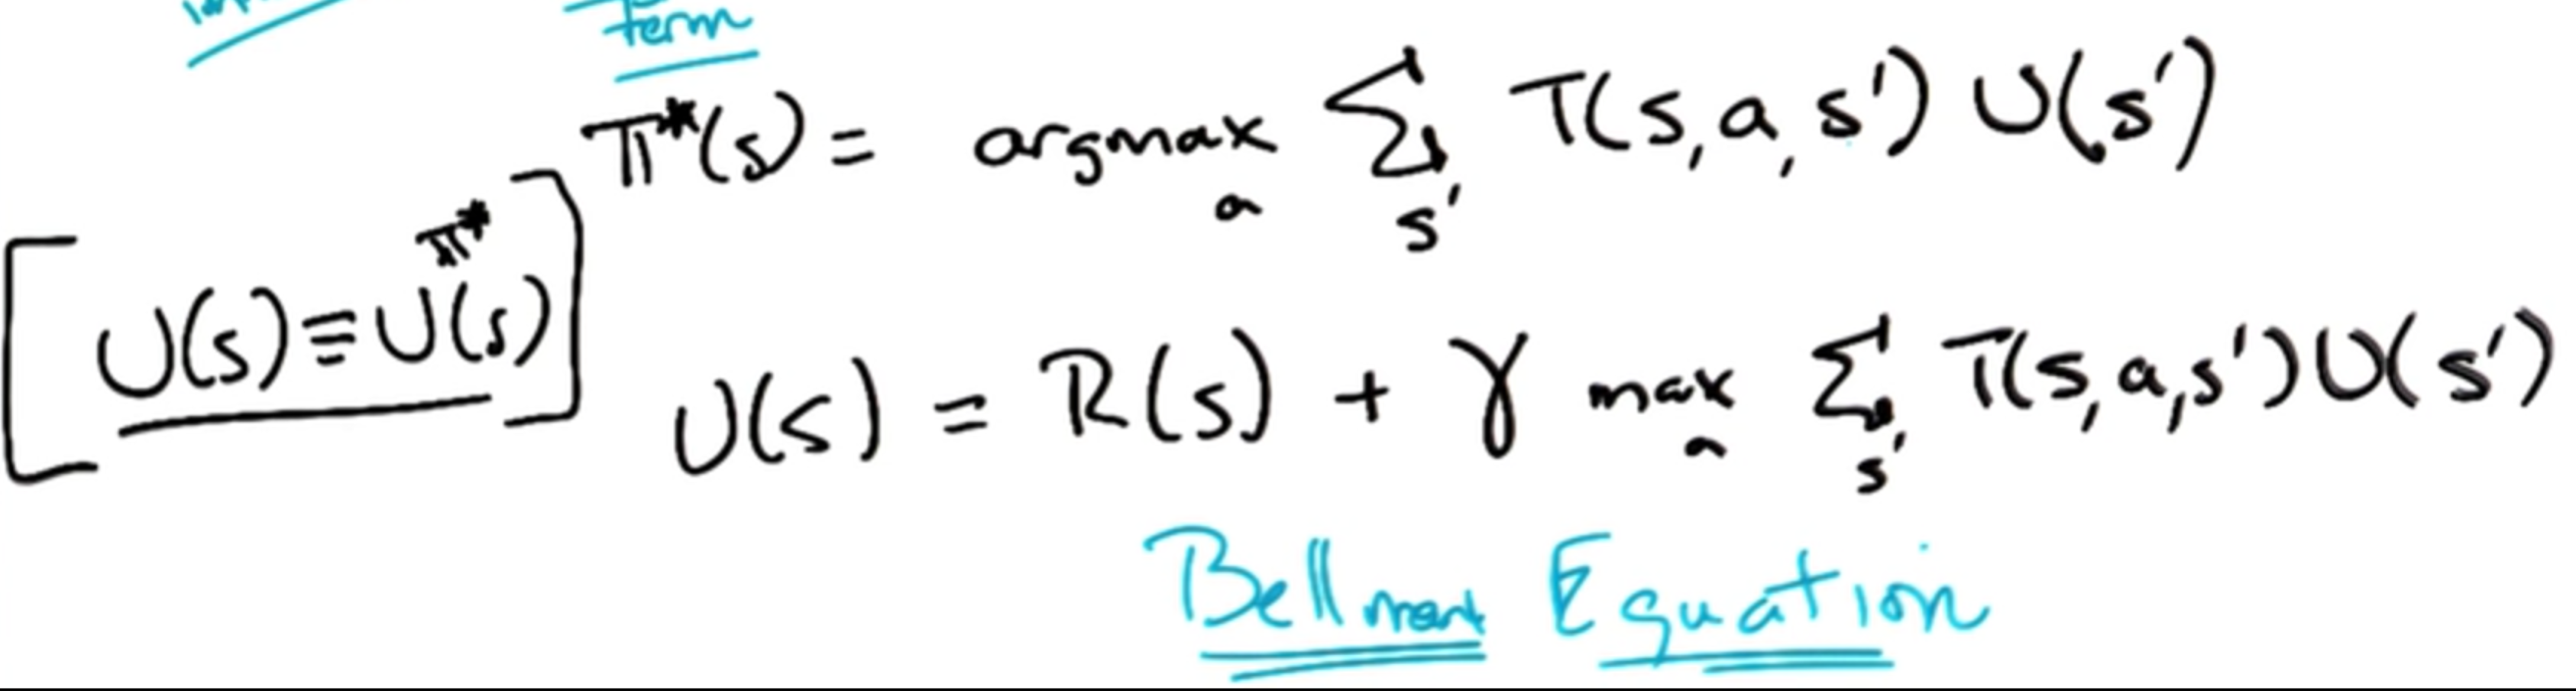 term
π*(s) = argmax_a Σ_s' T(s,a,s') U(s')
[U(s) ≡ U^π*(s)]
U(s) = R(s) + γ max_a Σ_s' T(s,a,s') U(s')
Bellman Equation